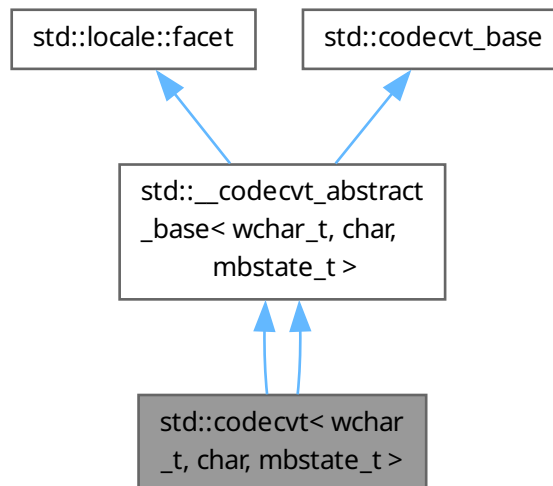 std::locale::facet
std::codecvt_base
std::__codecvt_abstract
_base< wchar_t, char,
mbstate_t >
std::codecvt< wchar
_t, char, mbstate_t >